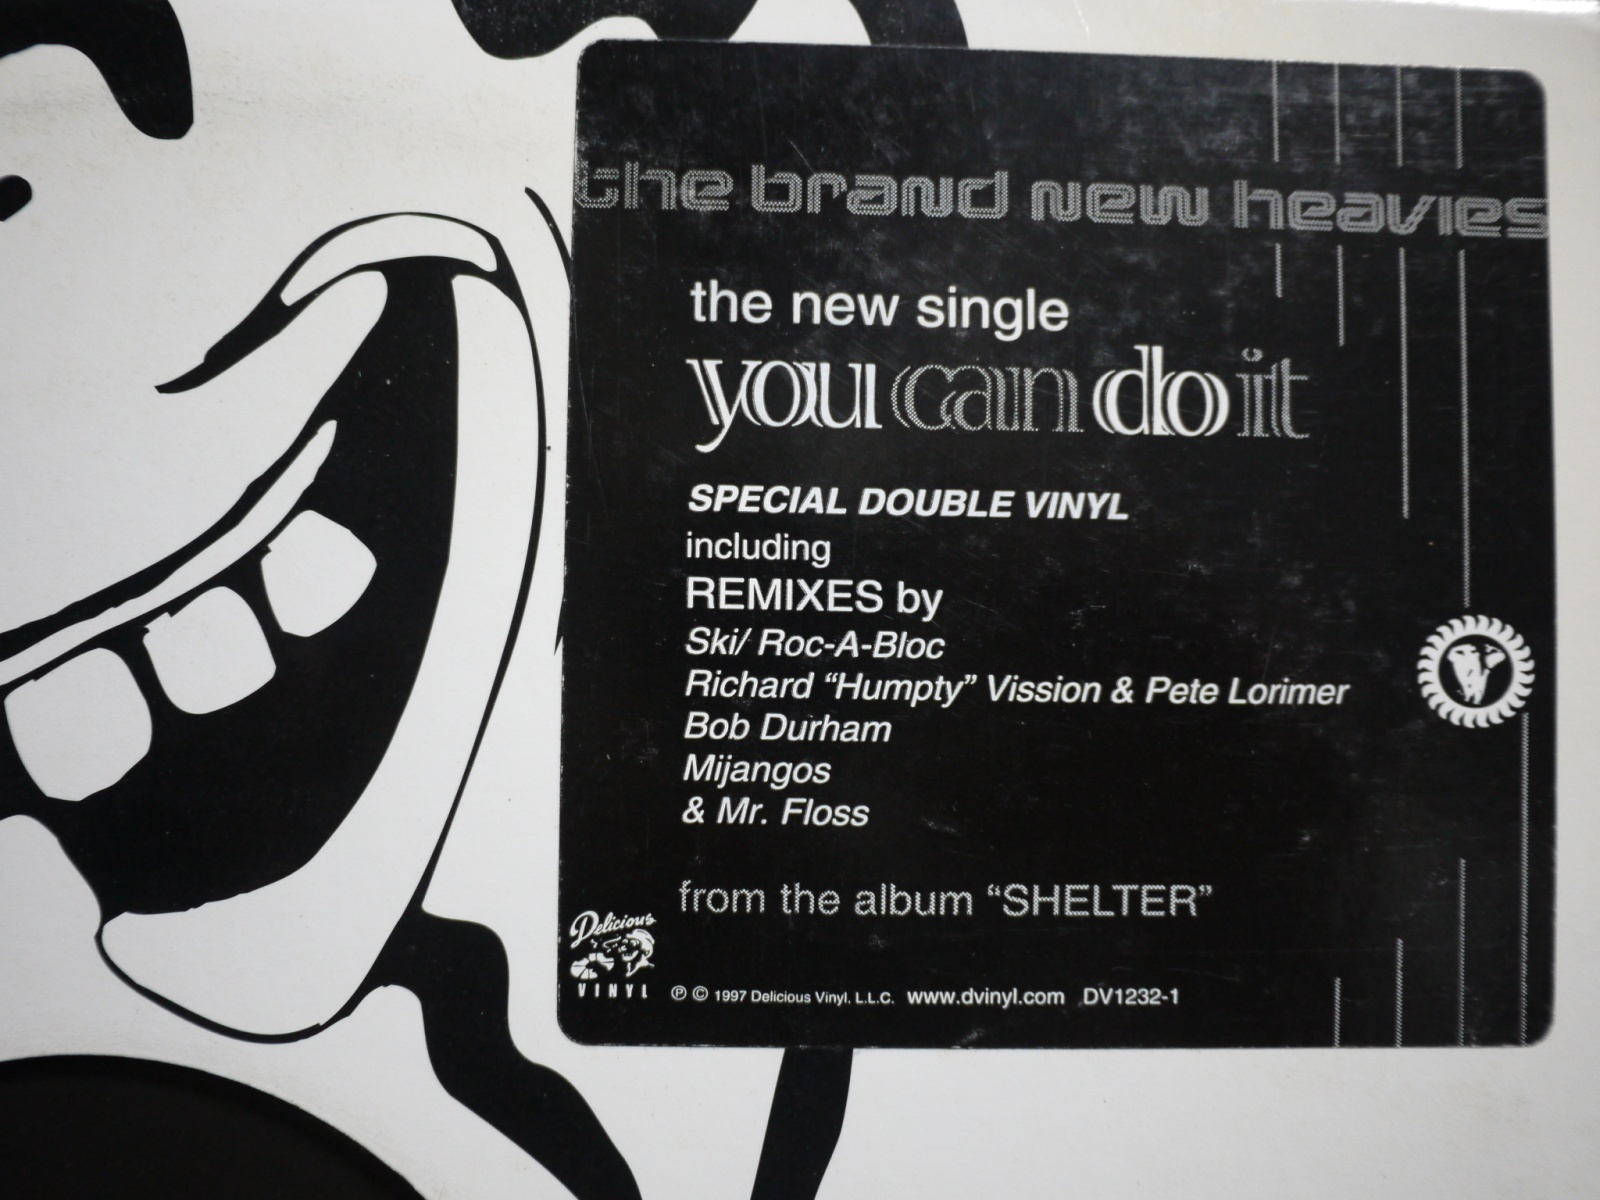 the brand new heavies
the new single
you can do it
SPECIAL DOUBLE VINYL
including
REMIXES by
Ski/ Roc-A-Bloc
Richard “Humpty” Vission & Pete Lorimer
Bob Durham
Mijangos
& Mr. Floss
from the album “SHELTER”
Delicious
VINYL
℗ © 1997 Delicious Vinyl, L.L.C. www.dvinyl.com DV1232-1